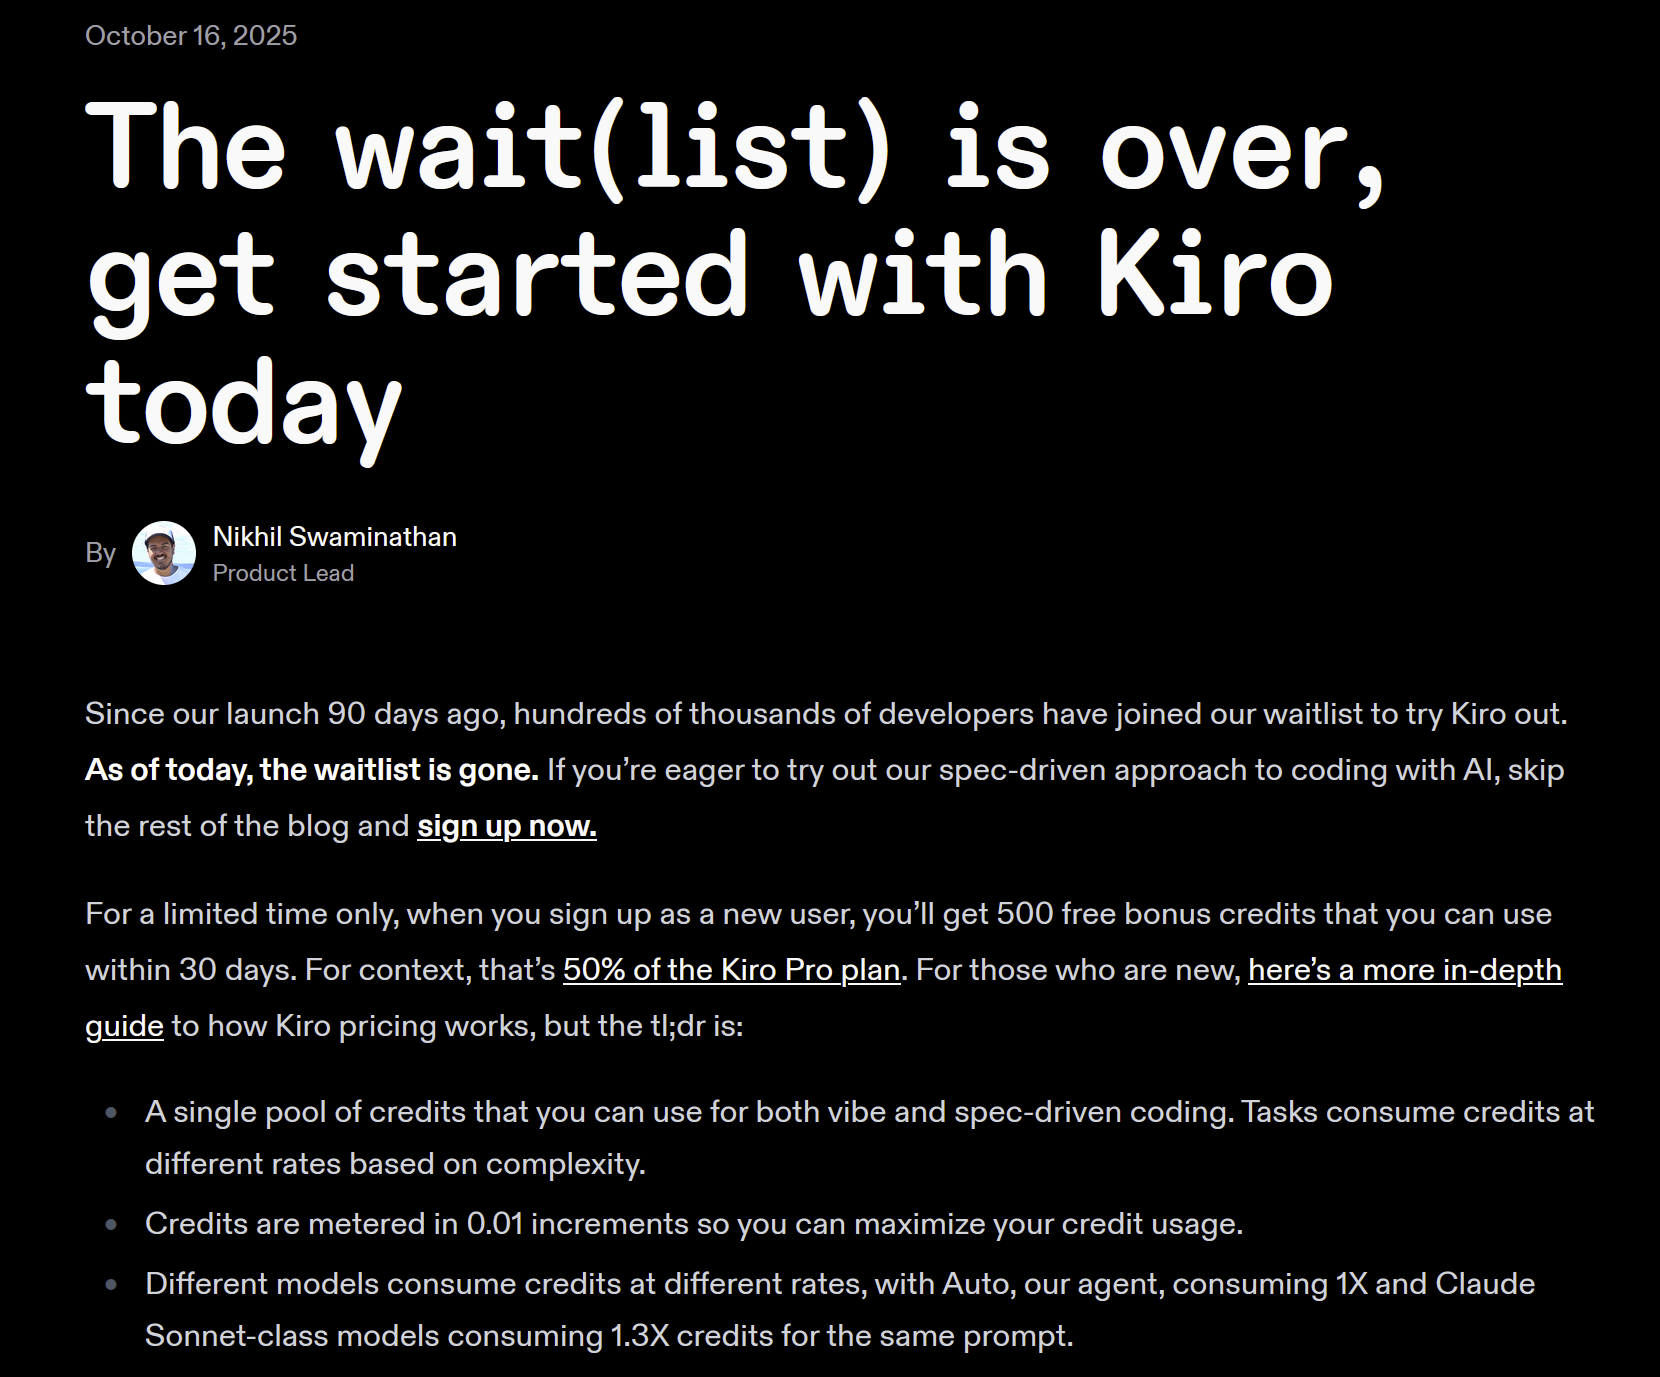 October 16, 2025
The wait(list) is over,
get started with Kiro
today
By
Nikhil Swaminathan
Product Lead
Since our launch 90 days ago, hundreds of thousands of developers have joined our waitlist to try Kiro out.
As of today, the waitlist is gone. If you’re eager to try out our spec-driven approach to coding with AI, skip
the rest of the blog and sign up now.
For a limited time only, when you sign up as a new user, you’ll get 500 free bonus credits that you can use
within 30 days. For context, that’s 50% of the Kiro Pro plan. For those who are new, here’s a more in-depth
guide to how Kiro pricing works, but the tl;dr is:
• A single pool of credits that you can use for both vibe and spec-driven coding. Tasks consume credits at
different rates based on complexity.
• Credits are metered in 0.01 increments so you can maximize your credit usage.
• Different models consume credits at different rates, with Auto, our agent, consuming 1X and Claude
Sonnet-class models consuming 1.3X credits for the same prompt.